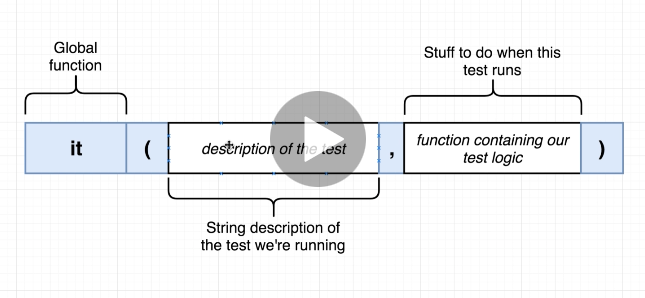 Global
function
Stuff to do when this
test runs
it ( description of the test , function containing our
test logic )
String description of
the test we're running